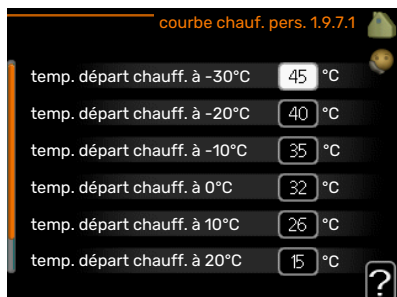 courbe chauf. pers. 1.9.7.1
temp. départ chauff. à -30°C 45 °C
temp. départ chauff. à -20°C 40 °C
temp. départ chauff. à -10°C 35 °C
temp. départ chauff. à 0°C 32 °C
temp. départ chauff. à 10°C 26 °C
temp. départ chauff. à 20°C 15 °C
?